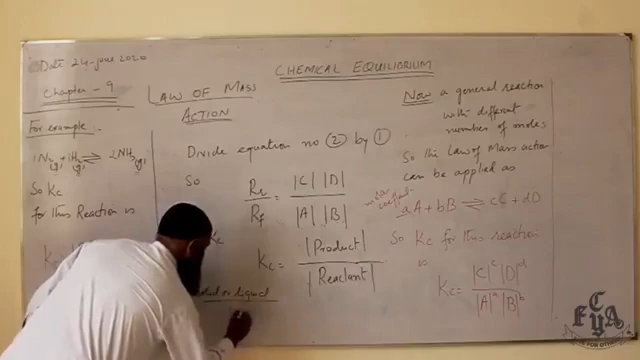 Date 24-June 2020
CHEMICAL EQUILIBRIUM
Chapter - 9
For example.
1N2(g) + 3H2(g) ⇌ 2NH3(g)
So Kc
for this Reaction is
LAW OF MASS
ACTION
Divide equation no (2) by (1)
So
Rr / Rf = |C| |D| / |A| |B|
Kc
Kc = |Product| / |Reactant|
or liquid
Now a general reaction
with different
number of moles
So the Law of Mass action
can be applied as
aA + bB ⇌ cC + dD
So Kc for this reaction
is
Kc = |C|^c |D|^d / |A|^a |B|^b